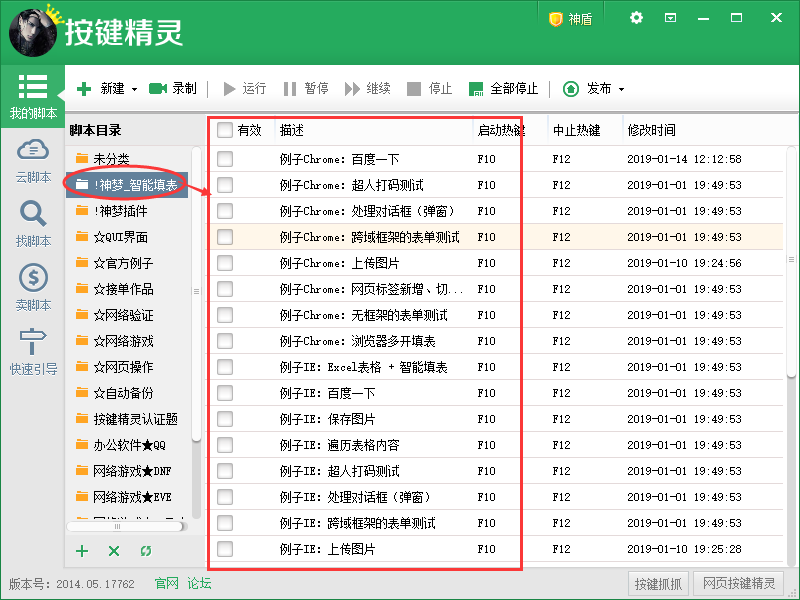 按键精灵
神盾
新建 录制 运行 暂停 继续 停止 全部停止 发布
我的脚本
云脚本
找脚本
卖脚本
快速引导
脚本目录
未分类
!神梦_智能填表
!神梦插件
☆QUI界面
☆官方例子
☆接单作品
☆网络验证
☆网络游戏
☆网页操作
☆自动备份
按键精灵认证题
办公软件★QQ
网络游戏★DNF
网络游戏★EVE
有效 描述 启动热键 中止热键 修改时间
例子Chrome: 百度一下 F10 F12 2019-01-14 12:12:58
例子Chrome: 超人打码测试 F10 F12 2019-01-01 19:49:53
例子Chrome: 处理对话框（弹窗） F10 F12 2019-01-01 19:49:53
例子Chrome: 跨域框架的表单测试 F10 F12 2019-01-01 19:49:53
例子Chrome: 上传图片 F10 F12 2019-01-10 19:24:56
例子Chrome: 网页标签新增、切... F10 F12 2019-01-01 19:49:53
例子Chrome: 无框架的表单测试 F10 F12 2019-01-01 19:49:53
例子Chrome: 浏览器多开填表 F10 F12 2019-01-01 19:49:53
例子IE: Excel表格 + 智能填表 F10 F12 2019-01-01 19:49:53
例子IE: 百度一下 F10 F12 2019-01-01 19:49:53
例子IE: 保存图片 F10 F12 2019-01-01 19:49:53
例子IE: 遍历表格内容 F10 F12 2019-01-01 19:49:53
例子IE: 超人打码测试 F10 F12 2019-01-01 19:49:53
例子IE: 处理对话框（弹窗） F10 F12 2019-01-01 19:49:53
例子IE: 跨域框架的表单测试 F10 F12 2019-01-01 19:49:53
例子IE: 上传图片 F10 F12 2019-01-10 19:25:28
版本号: 2014.05.17762 官网 论坛 按键抓抓 网页按键精灵